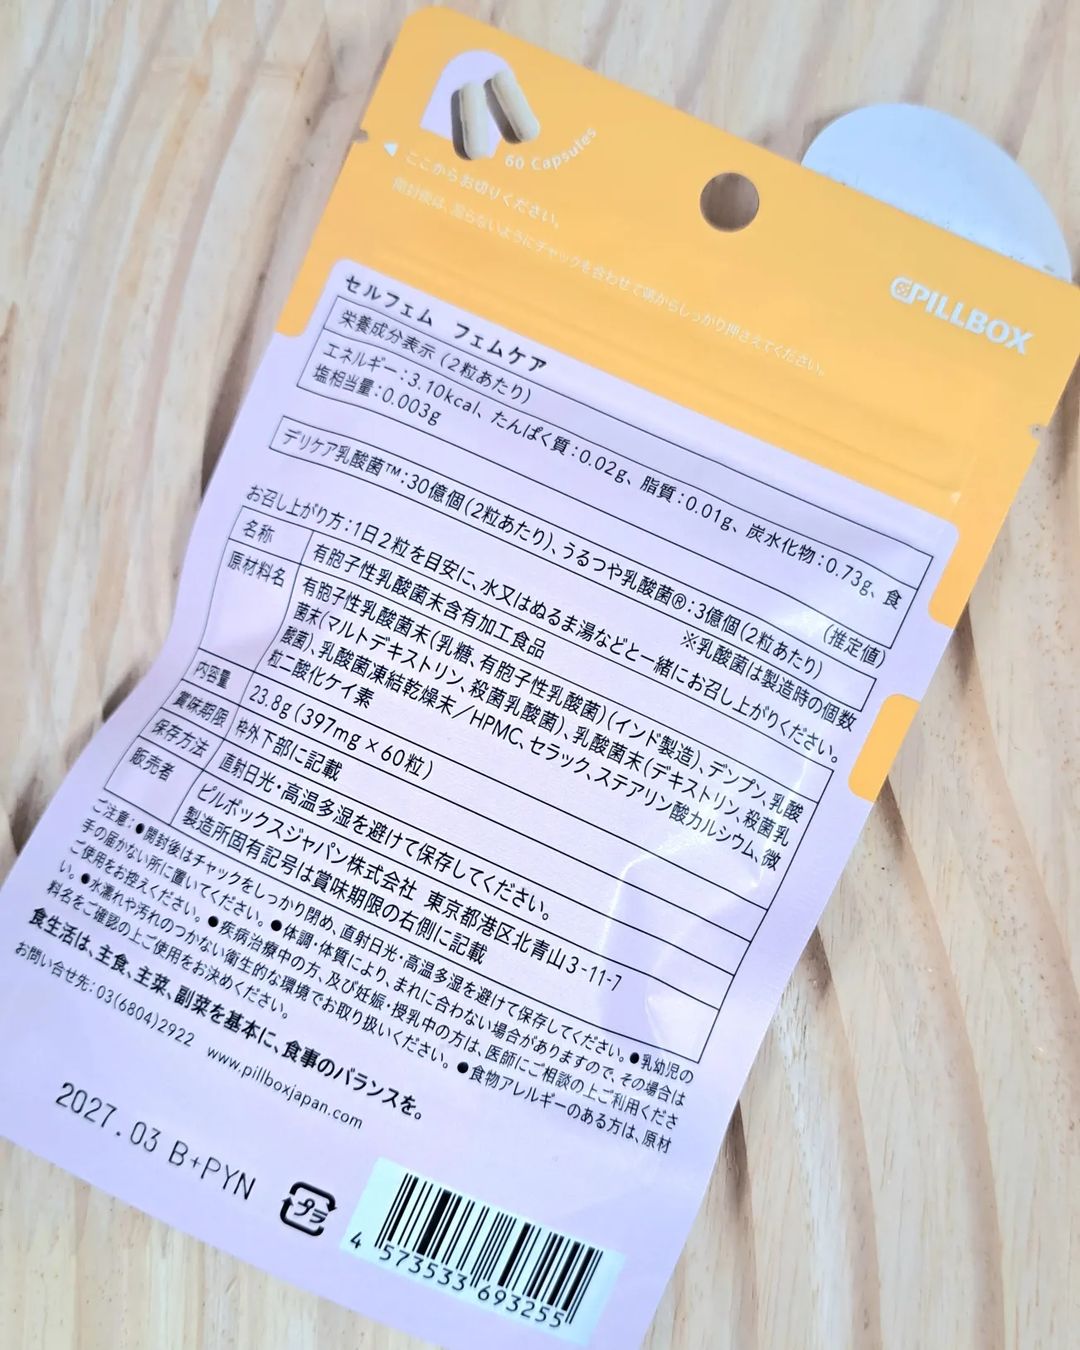 60 Capsules
ここからお切りください。
開封後は、湿らないようにチャックを合わせて端からしっかり押さえてください。
PILLBOX
セルフェム フェムケア
栄養成分表示(2粒あたり)
エネルギー:3.10kcal、たんぱく質:0.02g、脂質:0.01g、炭水化物:0.73g、食
塩相当量:0.003g
(推定値)
デリケア乳酸菌™:30億個(2粒あたり)、うるつや乳酸菌®:3億個(2粒あたり)
※乳酸菌は製造時の個数
お召し上がり方:1日2粒を目安に、水又はぬるま湯などと一緒にお召し上がりください。
名称 有胞子性乳酸菌末含有加工食品
原材料名 有胞子性乳酸菌末(乳糖、有胞子性乳酸菌)(インド製造)、デンプン、乳酸
菌末(マルトデキストリン、殺菌乳酸菌)、乳酸菌末(デキストリン、殺菌乳
酸菌)、乳酸菌凍結乾燥末/HPMC、セラック、ステアリン酸カルシウム、微
粒二酸化ケイ素
内容量 23.8g(397mg×60粒)
賞味期限 枠外下部に記載
保存方法 直射日光・高温多湿を避けて保存してください。
販売者 ピルボックスジャパン株式会社 東京都港区北青山3-11-7
製造所固有記号は賞味期限の右側に記載
ご注意:●開封後はチャックをしっかり閉め、直射日光・高温多湿を避けて保存してください。●乳幼児の
手の届かない所に置いてください。●体調・体質により、まれに合わない場合がありますので、その場合は
ご使用をお控えください。●疾病治療中の方、及び妊娠・授乳中の方は、医師にご相談の上ご利用くださ
い。●水濡れや汚れのつかない衛生的な環境でお取り扱いください。●食物アレルギーのある方は、原材
料名をご確認の上ご使用をお決めください。
食生活は、主食、主菜、副菜を基本に、食事のバランスを。
お問い合せ先:03(6804)2922 www.pillboxjapan.com
2027.03 B+PYN
プラ
4 573533 693255